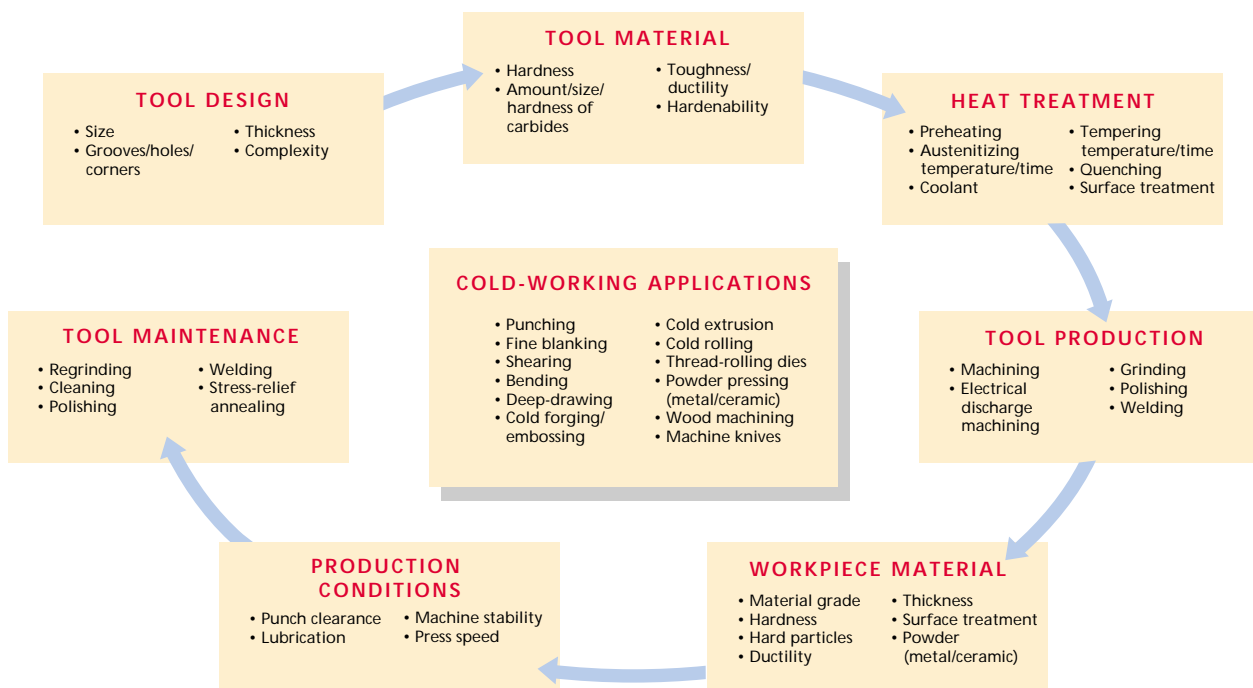 TOOL MATERIAL
• Hardness
• Amount/size/
hardness of
carbides
• Toughness/
ductility
• Hardenability
TOOL DESIGN
• Size
• Grooves/holes/
corners
• Thickness
• Complexity
HEAT TREATMENT
• Preheating
• Austenitizing
temperature/time
• Coolant
• Tempering
temperature/time
• Quenching
• Surface treatment
COLD-WORKING APPLICATIONS
• Punching
• Fine blanking
• Shearing
• Bending
• Deep-drawing
• Cold forging/
embossing
• Cold extrusion
• Cold rolling
• Thread-rolling dies
• Powder pressing
(metal/ceramic)
• Wood machining
• Machine knives
TOOL MAINTENANCE
• Regrinding
• Cleaning
• Polishing
• Welding
• Stress-relief
annealing
TOOL PRODUCTION
• Machining
• Electrical
discharge
machining
• Grinding
• Polishing
• Welding
PRODUCTION
CONDITIONS
• Punch clearance
• Lubrication
• Machine stability
• Press speed
WORKPIECE MATERIAL
• Material grade
• Hardness
• Hard particles
• Ductility
• Thickness
• Surface treatment
• Powder
(metal/ceramic)